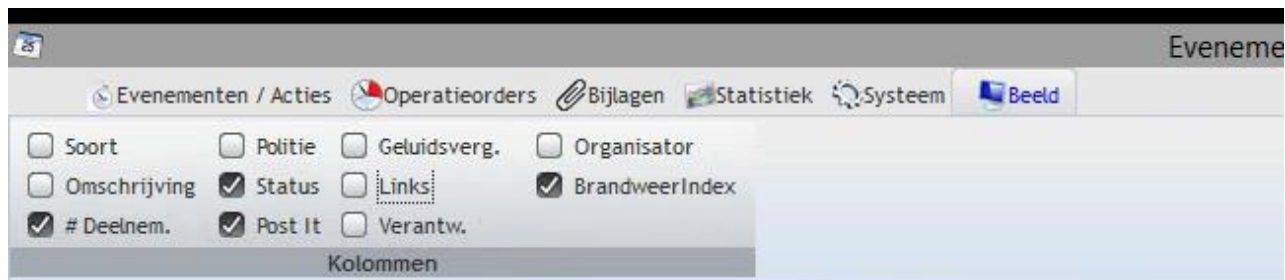 25
Eveneme
Evenementen / Acties Operatieorders Bijlagen Statistiek Systeem Beeld
Soort Politie Geluidsverg. Organisator
Omschrijving Status Links BrandweerIndex
# Deelnem. Post It Verantw.
Kolommen